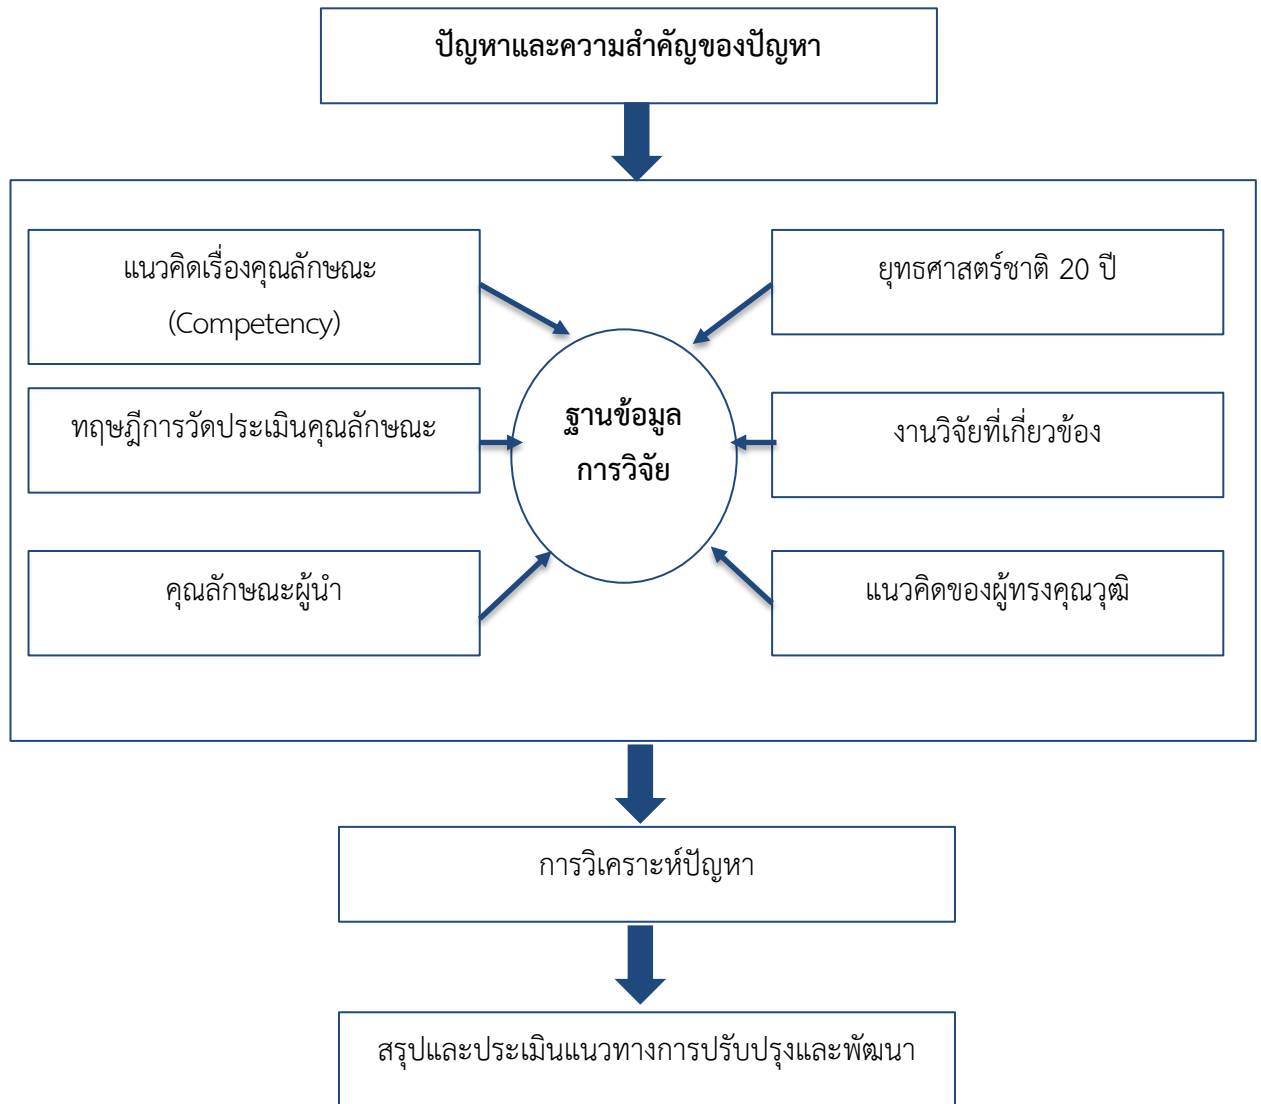 ปัญหาและความสำคัญของปัญหา
แนวคิดเรื่องคุณลักษณะ
(Competency)
ยุทธศาสตร์ชาติ 20 ปี
ทฤษฎีการวัดประเมินคุณลักษณะ
ฐานข้อมูล
การวิจัย
งานวิจัยที่เกี่ยวข้อง
คุณลักษณะผู้นำ
แนวคิดของผู้ทรงคุณวุฒิ
การวิเคราะห์ปัญหา
สรุปและประเมินแนวทางการปรับปรุงและพัฒนา